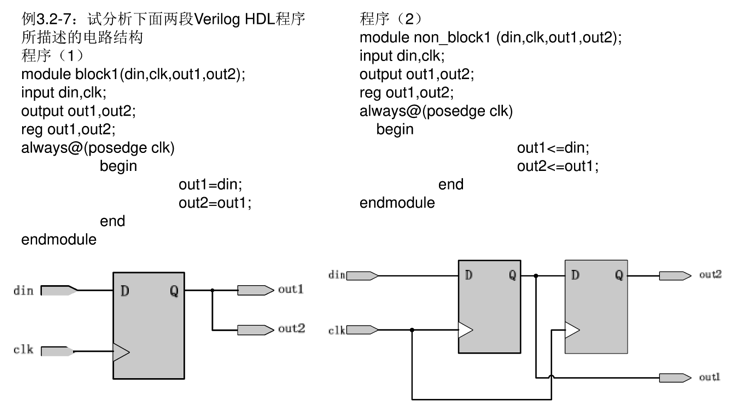 例3.2-7：试分析下面两段Verilog HDL程序
所描述的电路结构
程序（1）
module block1(din,clk,out1,out2);
input din,clk;
output out1,out2;
reg out1,out2;
always@(posedge clk)
begin
out1=din;
out2=out1;
end
endmodule
程序（2）
module non_block1 (din,clk,out1,out2);
input din,clk;
output out1,out2;
reg out1,out2;
always@(posedge clk)
begin
out1<=din;
out2<=out1;
end
endmodule
din D Q out1
out2
clk
din D Q D Q out2
clk
out1